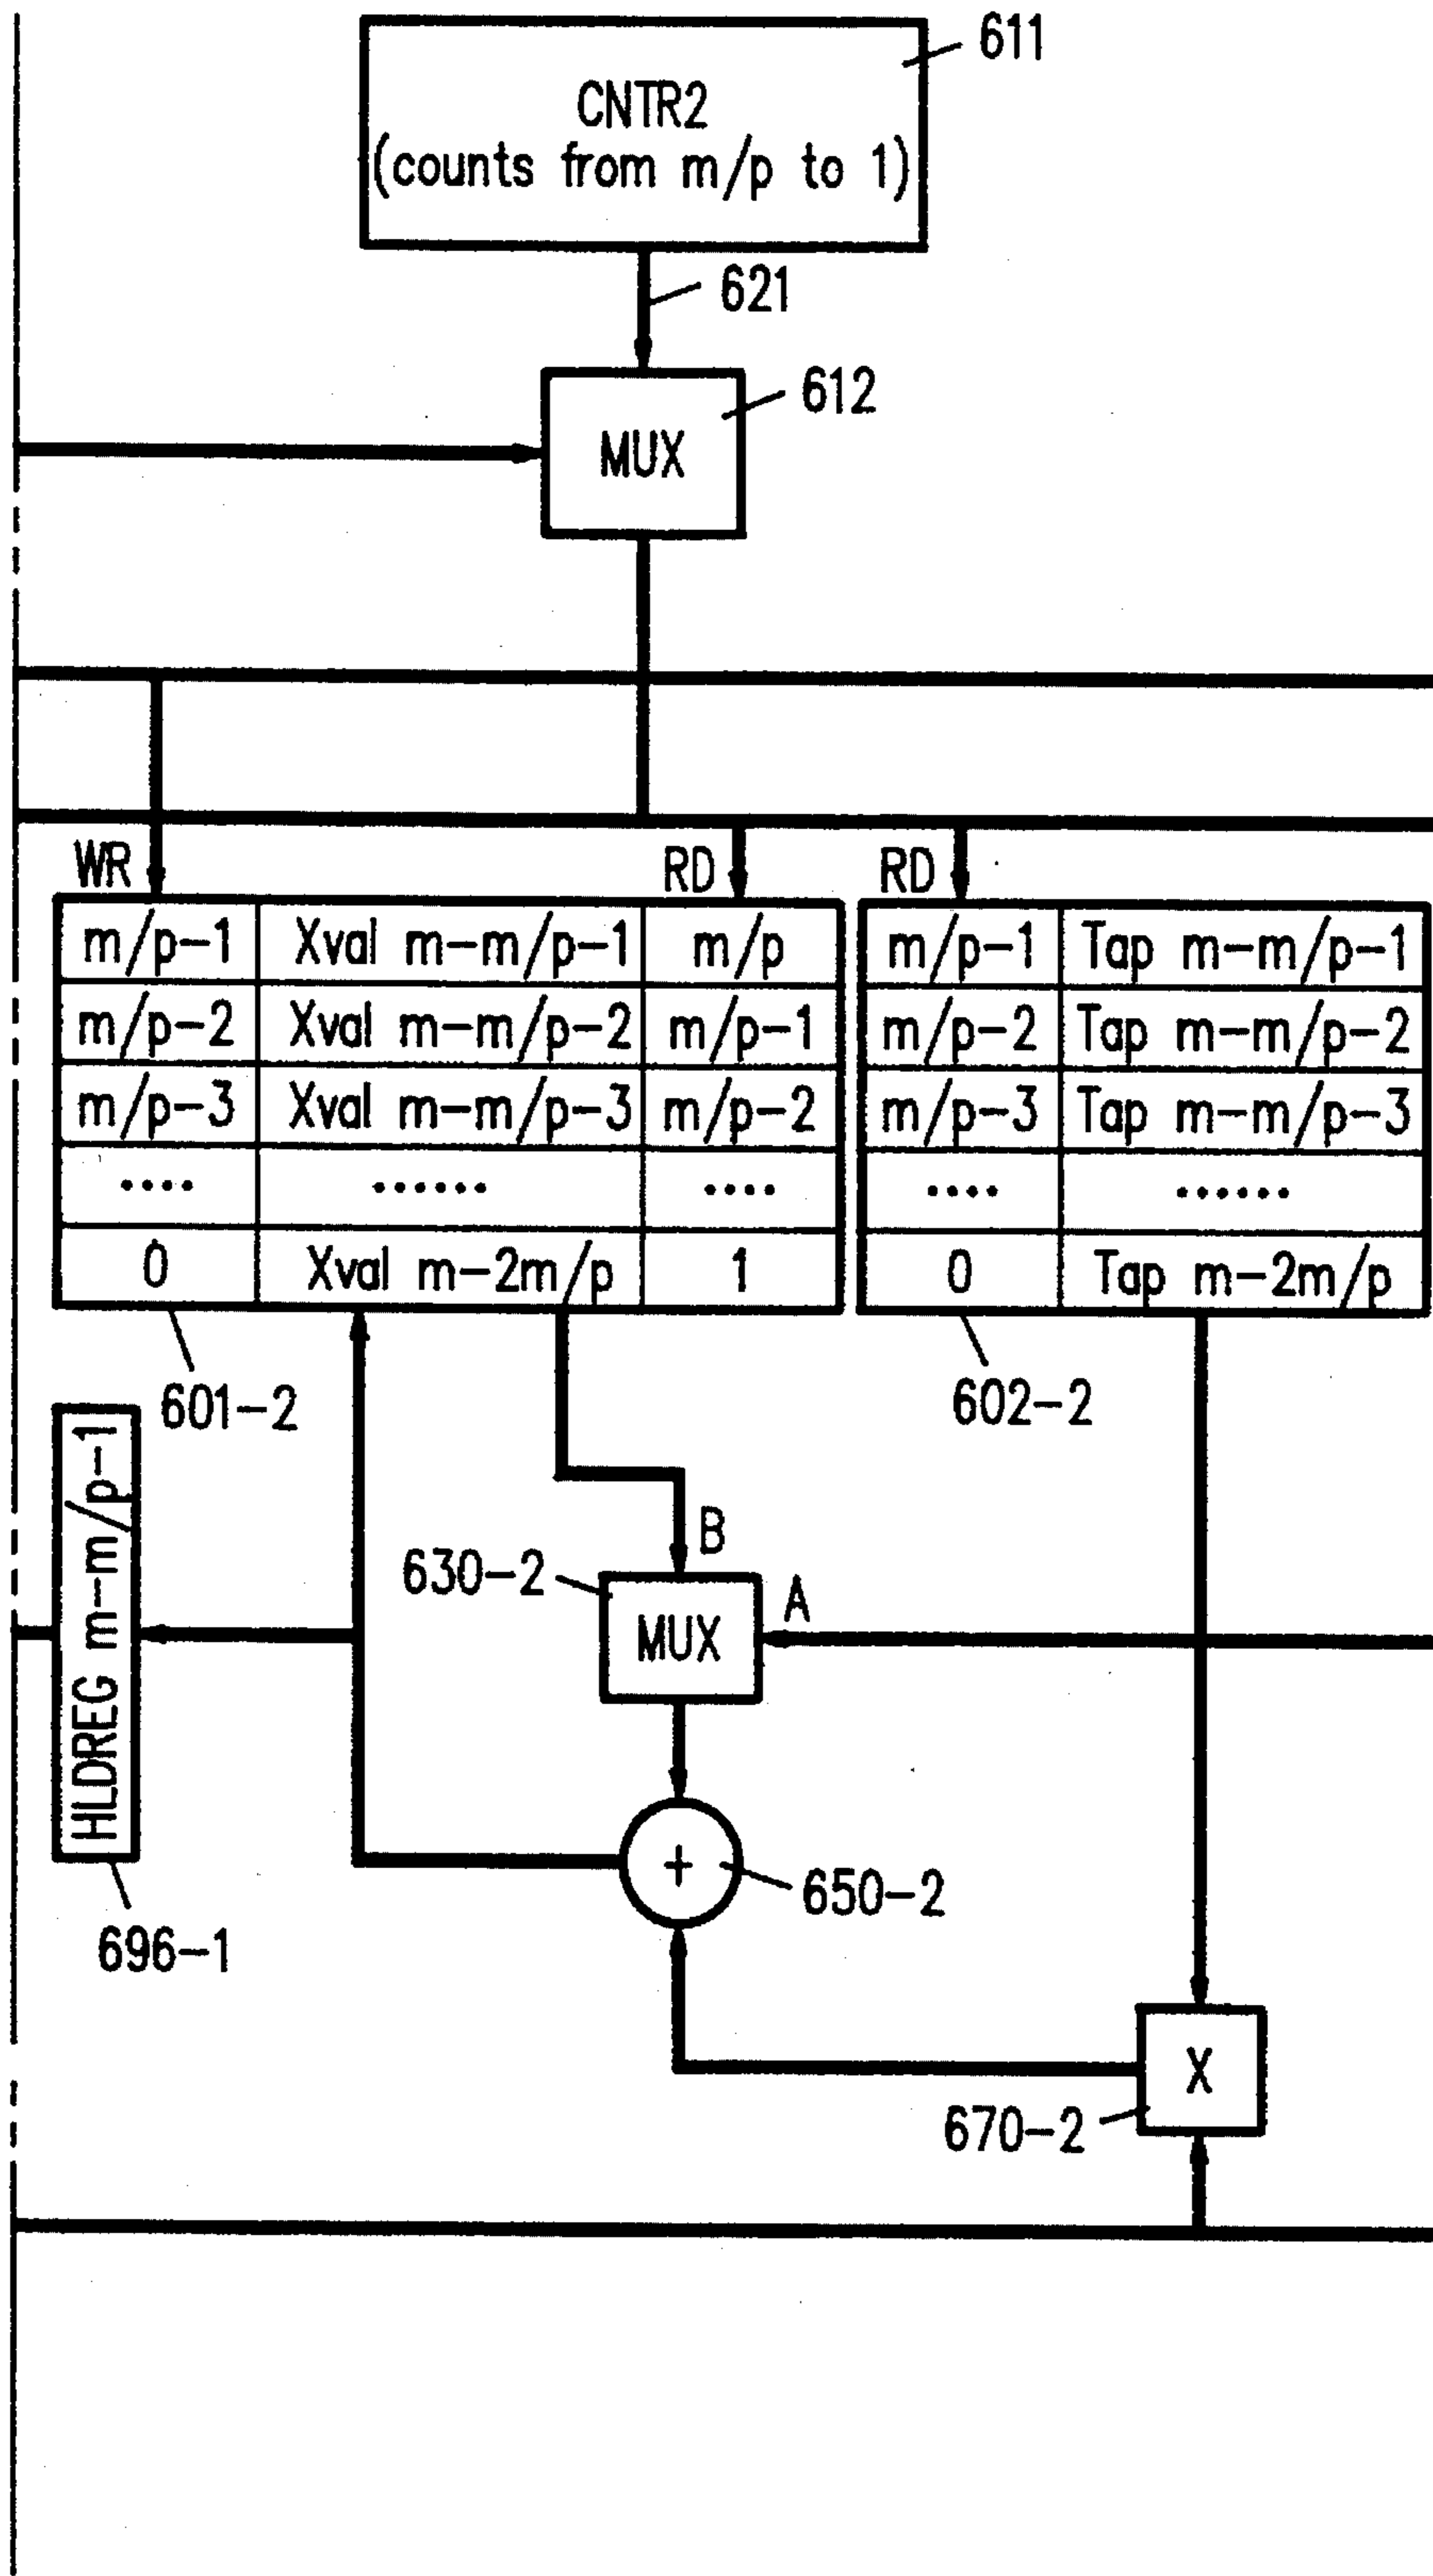 611
CNTR2
(counts from m/p to 1)
621
612
MUX
WR
RD
RD
m/p-1 Xval m-m/p-1 m/p
m/p-2 Xval m-m/p-2 m/p-1
m/p-3 Xval m-m/p-3 m/p-2
.... ...... ....
0 Xval m-2m/p 1
m/p-1 Tap m-m/p-1
m/p-2 Tap m-m/p-2
m/p-3 Tap m-m/p-3
.... ......
0 Tap m-2m/p
601-2
602-2
HLDREG m-m/p-1
B
630-2
A
MUX
+
650-2
696-1
X
670-2